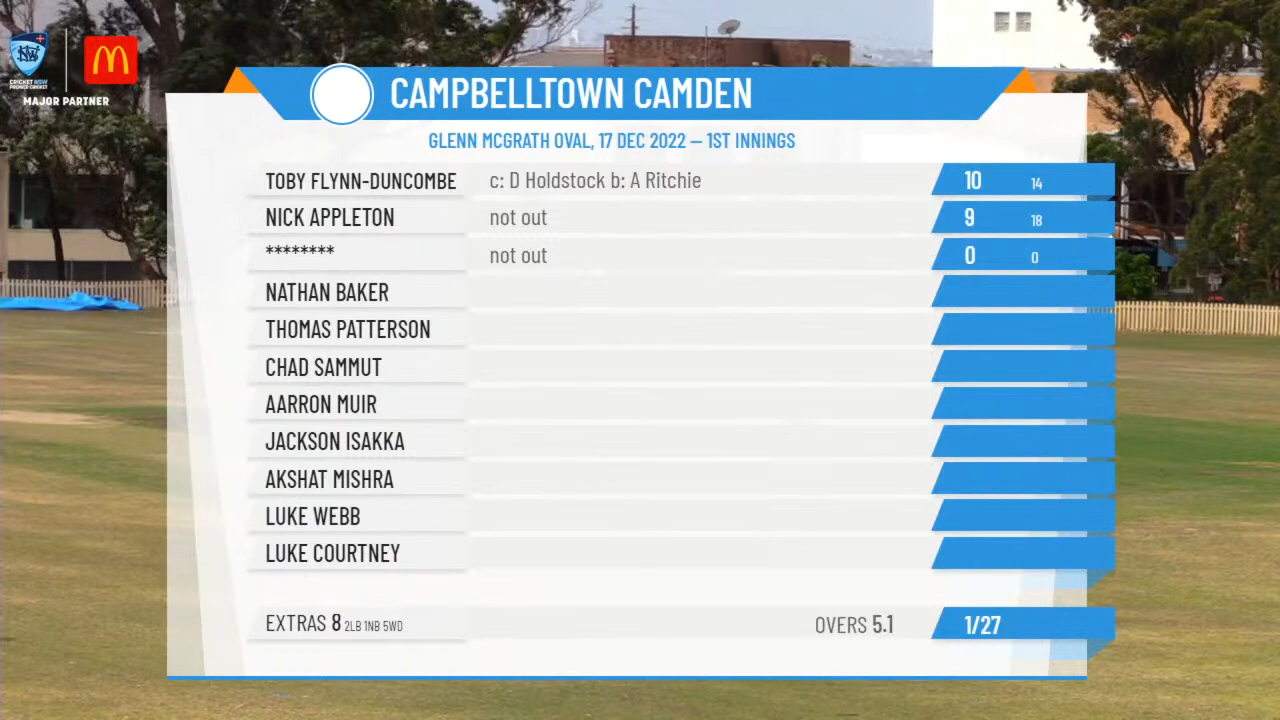 CRICKET NSW
PREMIER CRICKET
MAJOR PARTNER
CAMPBELLTOWN CAMDEN
GLENN MCGRATH OVAL, 17 DEC 2022 – 1ST INNINGS
TOBY FLYNN-DUNCOMBE c: D Holdstock b: A Ritchie 10 14
NICK APPLETON not out 9 18
******** not out 0 0
NATHAN BAKER
THOMAS PATTERSON
CHAD SAMMUT
AARRON MUIR
JACKSON ISAKKA
AKSHAT MISHRA
LUKE WEBB
LUKE COURTNEY
EXTRAS 8 2LB 1NB 5WD OVERS 5.1 1/27